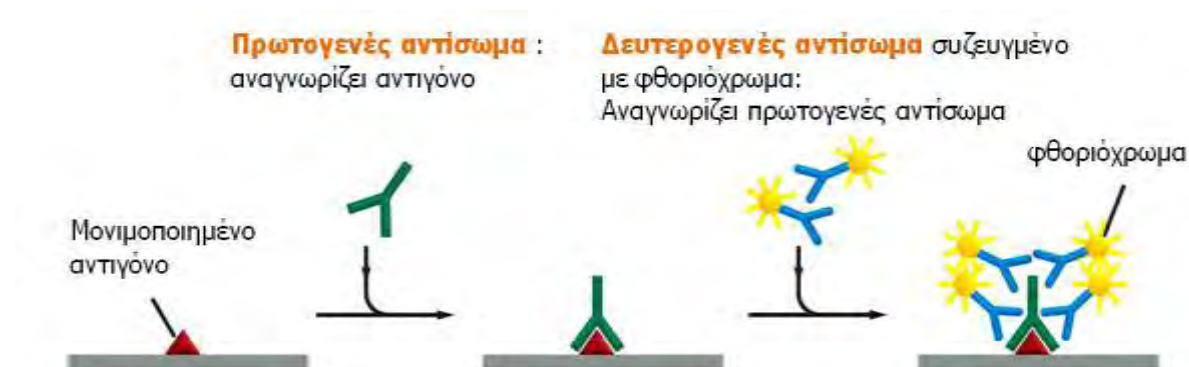 Πρωτογενές αντίσωμα :
αναγνωρίζει αντιγόνο
Δευτερογενές αντίσωμα συζευγμένο
με φθοριόχρωμα:
Αναγνωρίζει πρωτογενές αντίσωμα
φθοριόχρωμα
Μονιμοποιημένο
αντιγόνο